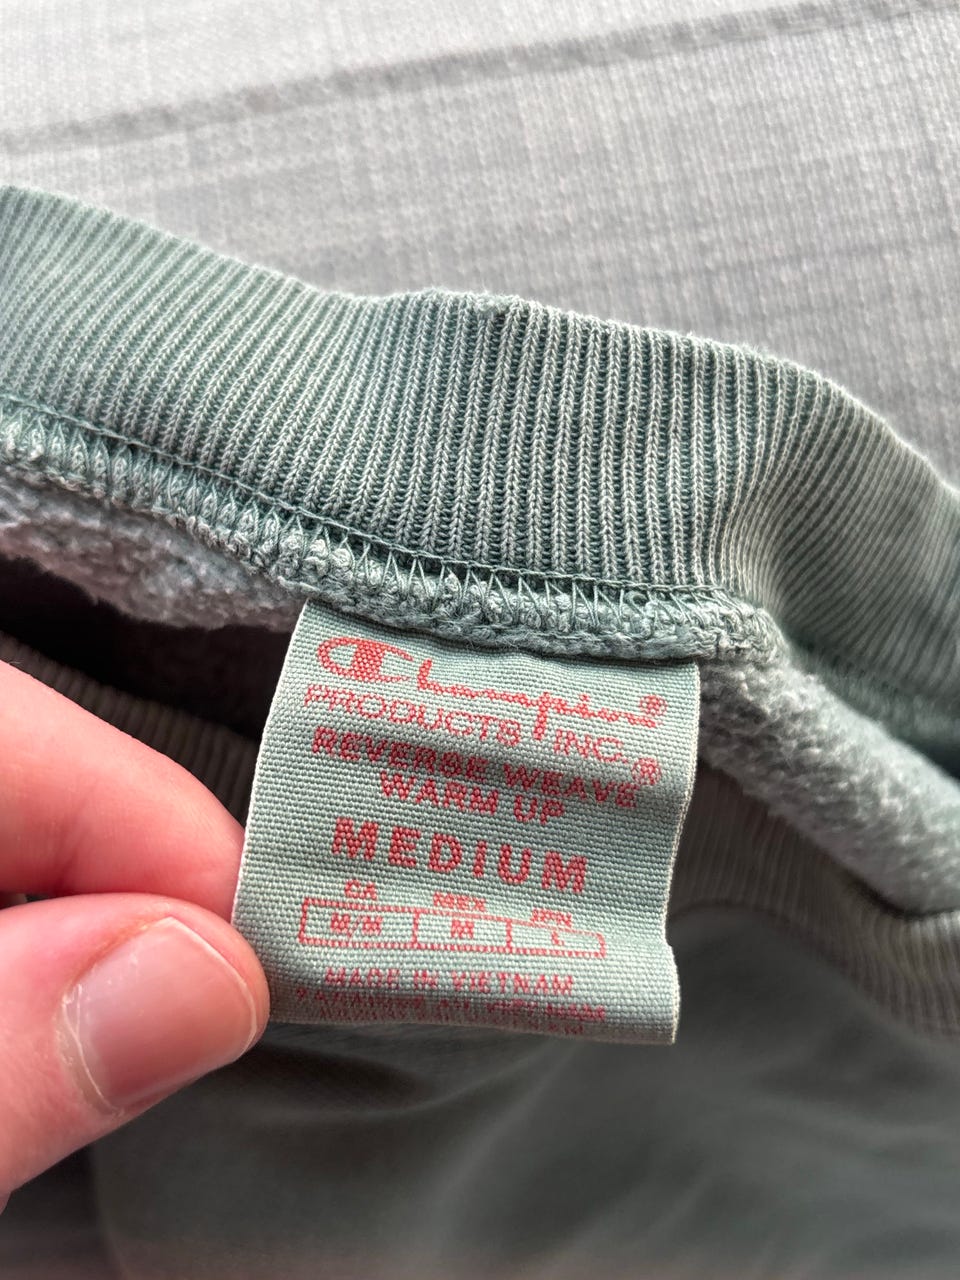 Champion®
PRODUCTS INC.
REVERSE WEAVE®
WARM UP
MEDIUM
CA MEX JPN
M/M M L
MADE IN VIETNAM